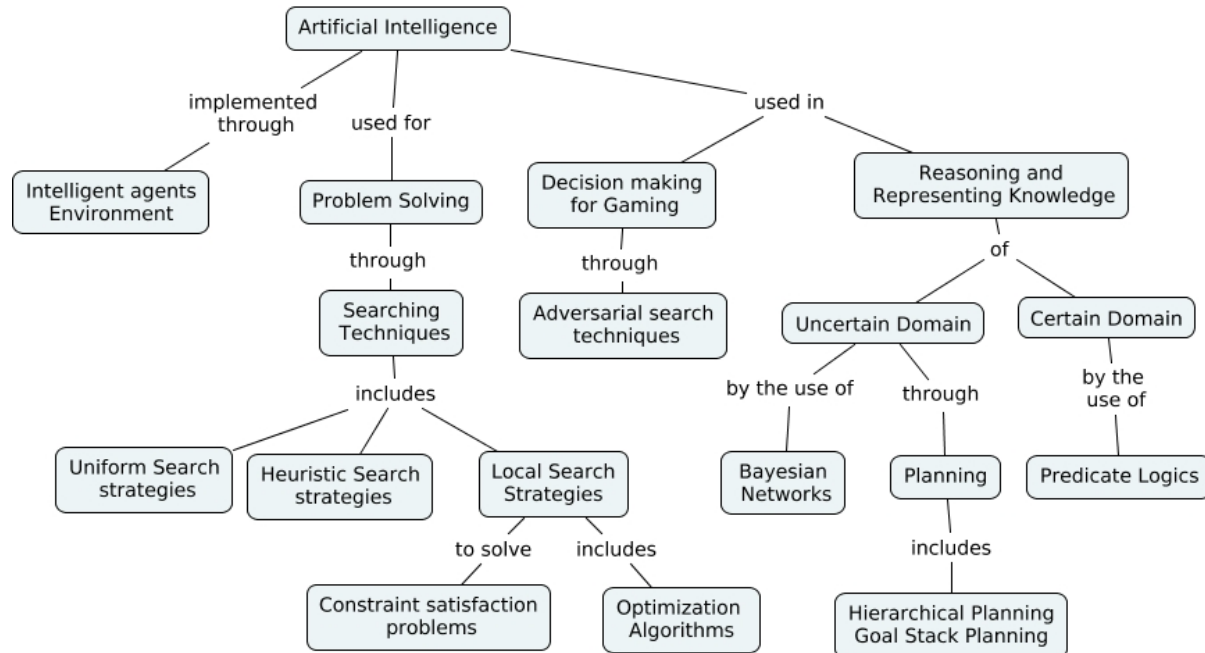 Artificial Intelligence
implemented
through
used for
used in
Intelligent agents
Environment
Problem Solving
Decision making
for Gaming
Reasoning and
Representing Knowledge
through
through
of
Searching
Techniques
Adversarial search
techniques
Uncertain Domain
Certain Domain
includes
by the use of
through
by the
use of
Uniform Search
strategies
Heuristic Search
strategies
Local Search
Strategies
Bayesian
Networks
Planning
Predicate Logics
to solve
includes
includes
Constraint satisfaction
problems
Optimization
Algorithms
Hierarchical Planning
Goal Stack Planning